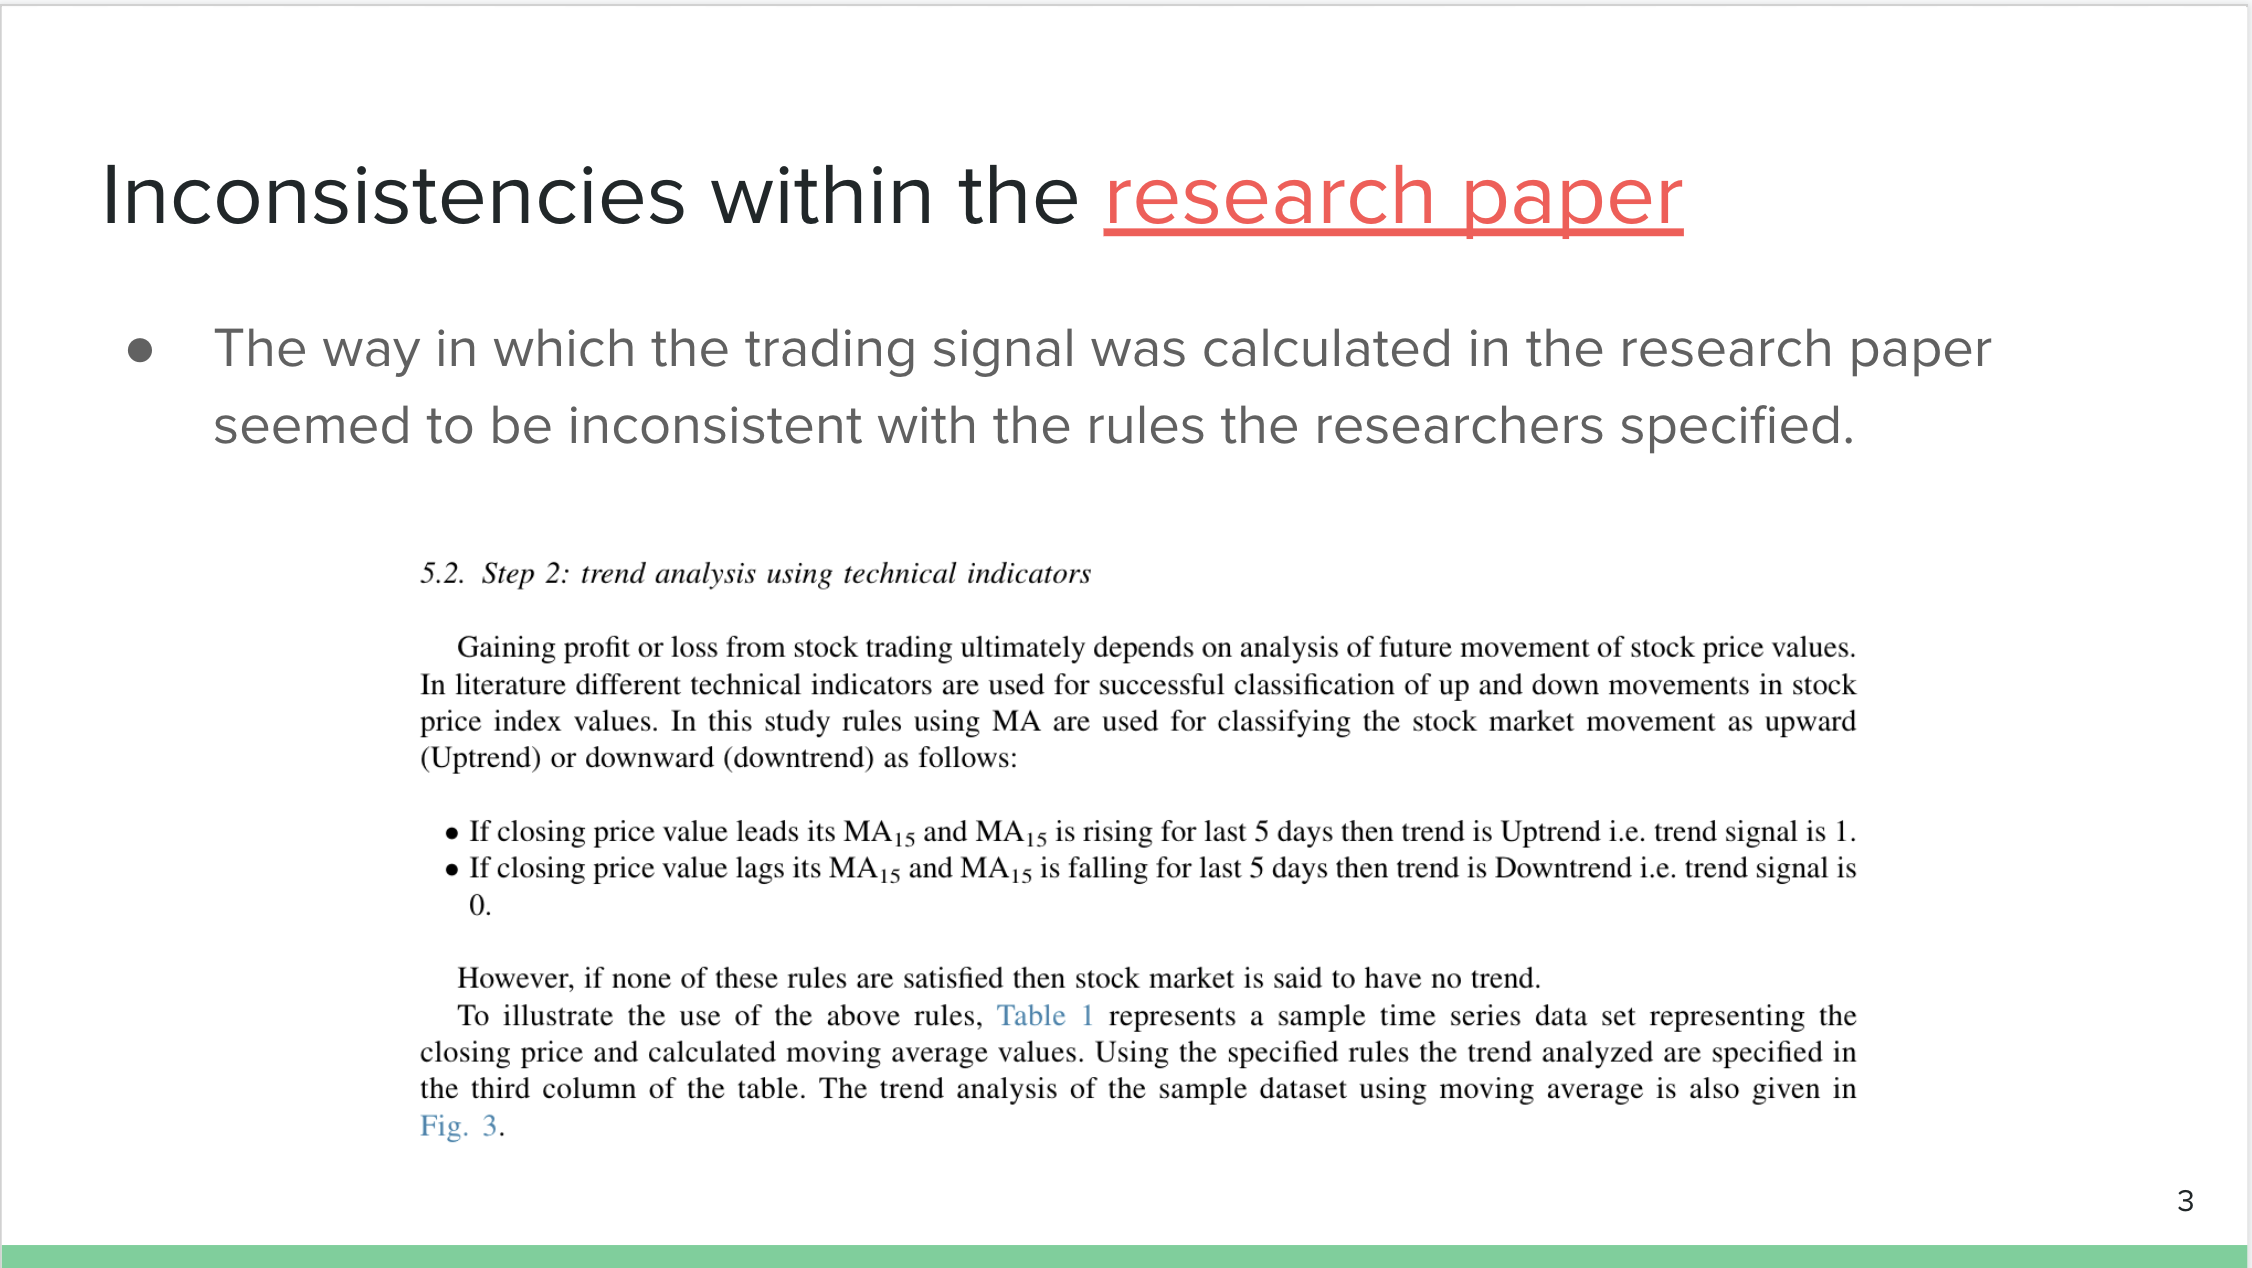 Inconsistencies within the research paper
● The way in which the trading signal was calculated in the research paper
seemed to be inconsistent with the rules the researchers specified.
5.2. Step 2: trend analysis using technical indicators
Gaining profit or loss from stock trading ultimately depends on analysis of future movement of stock price values.
In literature different technical indicators are used for successful classification of up and down movements in stock
price index values. In this study rules using MA are used for classifying the stock market movement as upward
(Uptrend) or downward (downtrend) as follows:
● If closing price value leads its MA₁₅ and MA₁₅ is rising for last 5 days then trend is Uptrend i.e. trend signal is 1.
● If closing price value lags its MA₁₅ and MA₁₅ is falling for last 5 days then trend is Downtrend i.e. trend signal is
0.
However, if none of these rules are satisfied then stock market is said to have no trend.
To illustrate the use of the above rules, Table 1 represents a sample time series data set representing the
closing price and calculated moving average values. Using the specified rules the trend analyzed are specified in
the third column of the table. The trend analysis of the sample dataset using moving average is also given in
Fig. 3.
3